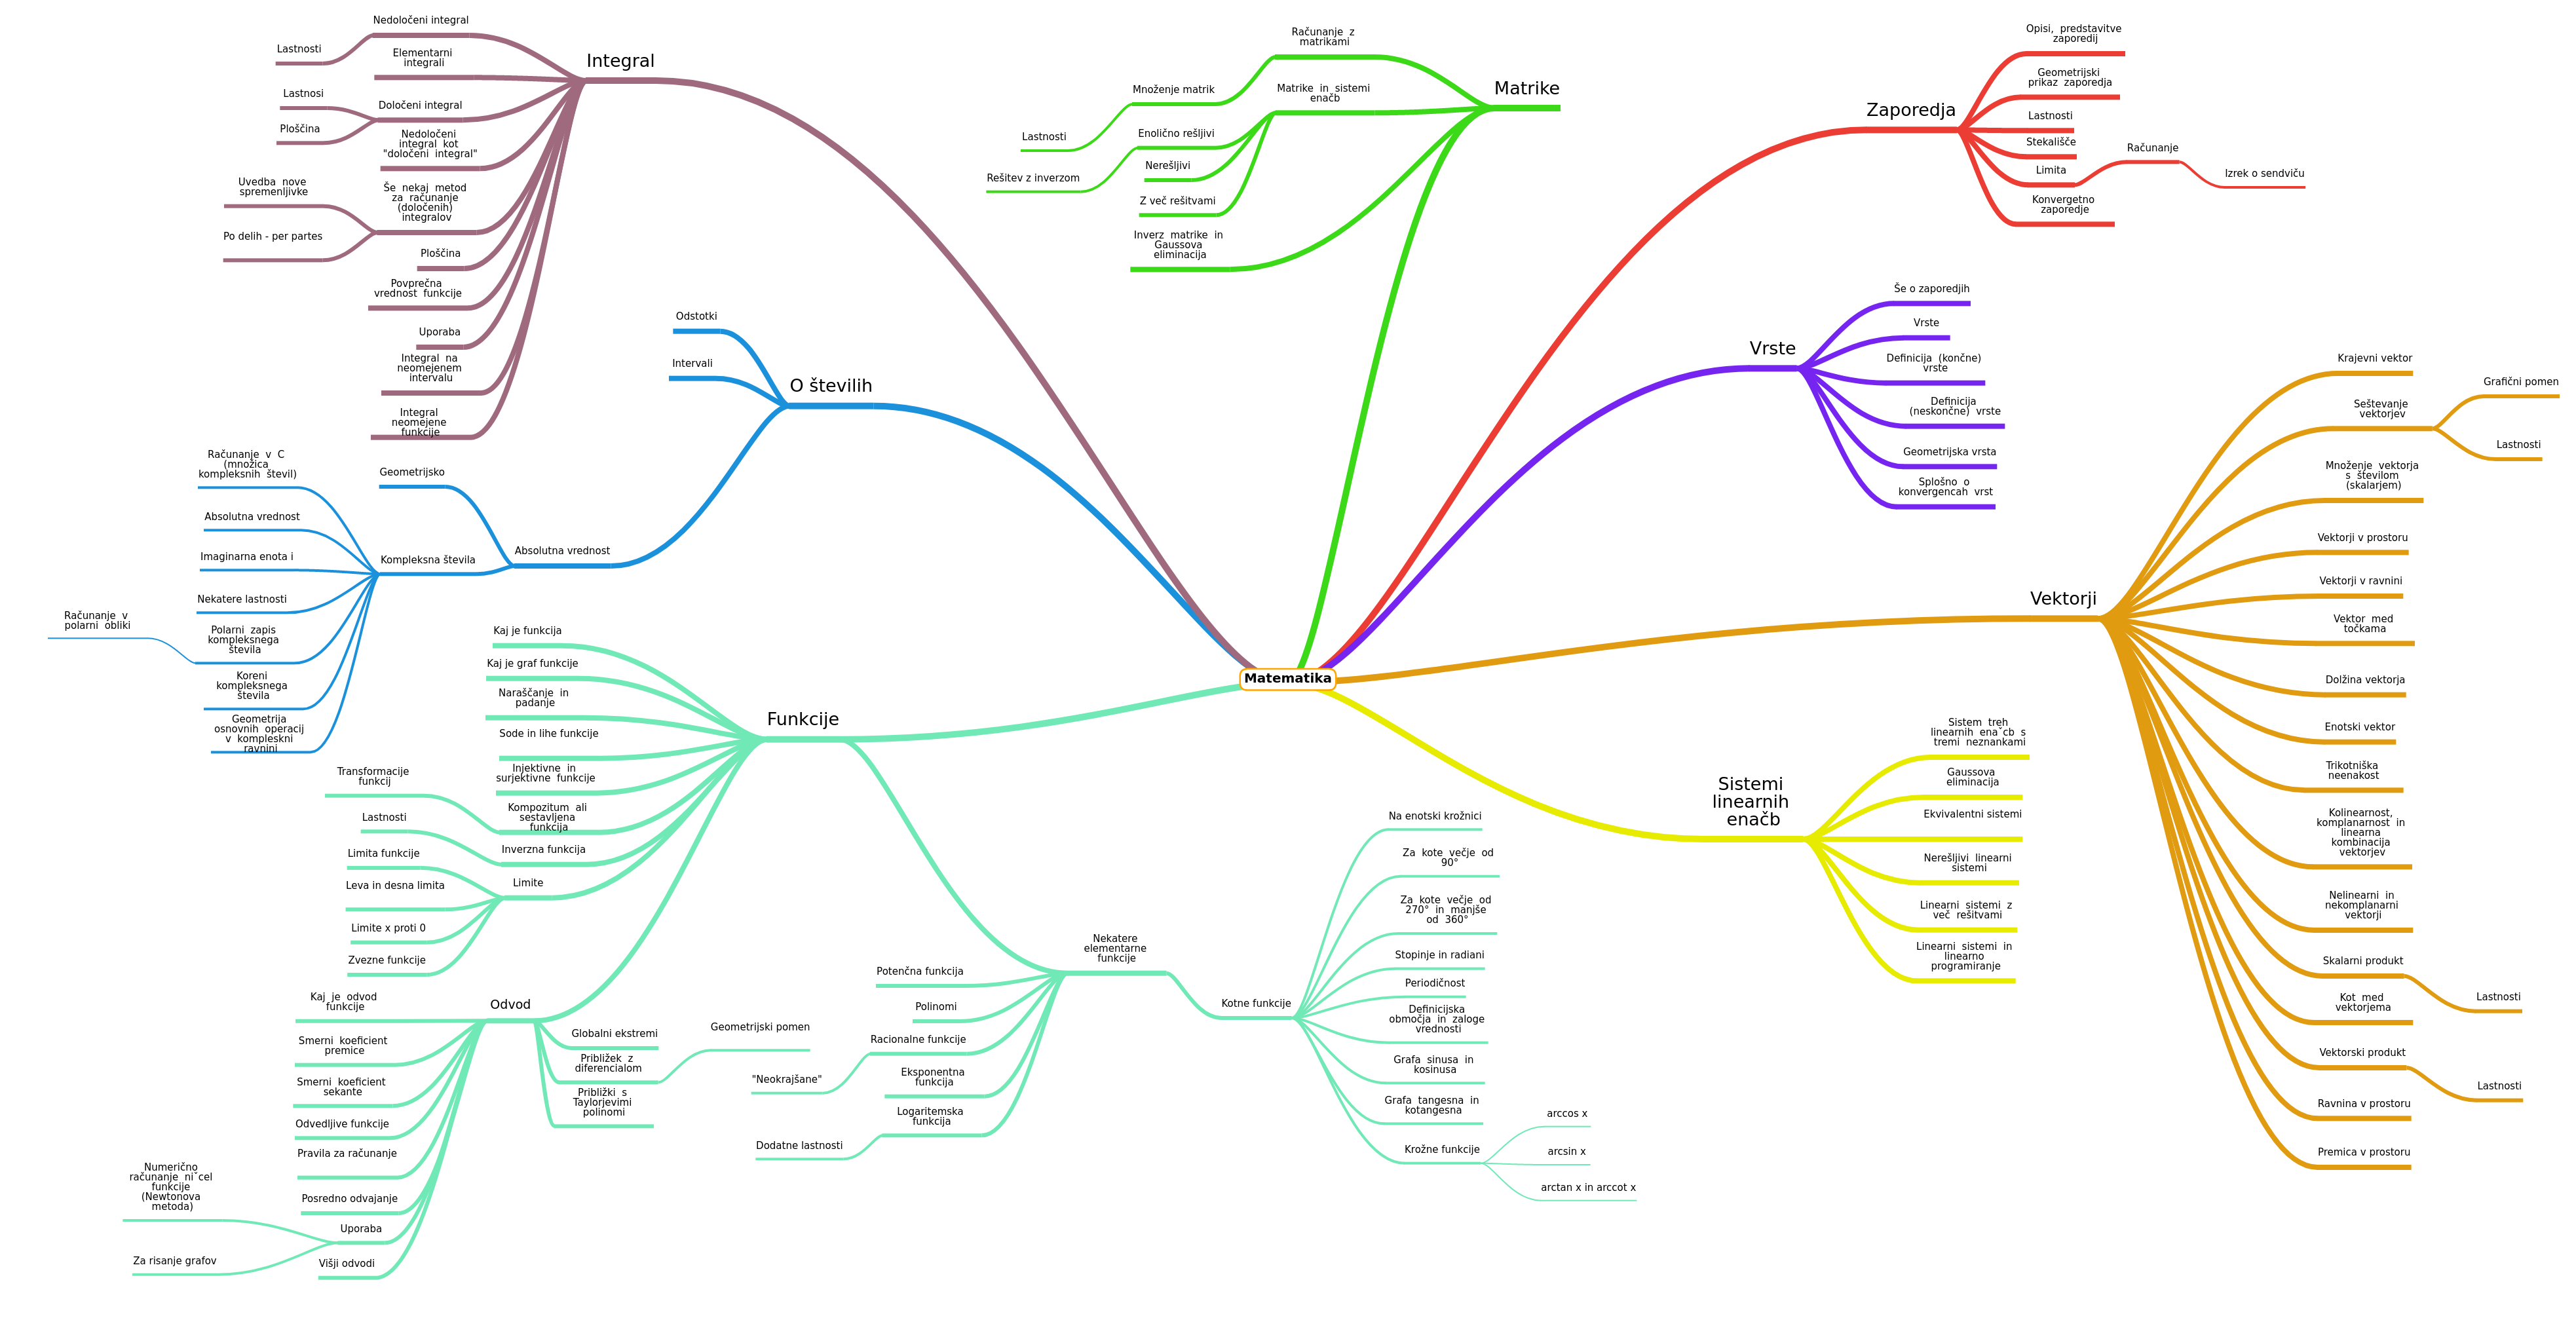 Matematika
Integral
Nedoločeni integral
Lastnosti
Elementarni
integrali
Določeni integral
Lastnosi
Ploščina
Nedoločeni
integral kot
"določeni integral"
Še nekaj metod
za računanje
(določenih)
integralov
Uvedba nove
spremenljivke
Po delih - per partes
Ploščina
Povprečna
vrednost funkcije
Uporaba
Integral na
neomejenem
intervalu
Integral
neomejene
funkcije
O številih
Odstotki
Intervali
Absolutna vrednost
Geometrijsko
Kompleksna števila
Računanje v C
(množica
kompleksnih števil)
Absolutna vrednost
Imaginarna enota i
Nekatere lastnosti
Polarni zapis
kompleksnega
števila
Računanje v
polarni obliki
Koreni
kompleksnega
števila
Geometrija
osnovnih operacij
v kompleskni
ravnini
Funkcije
Kaj je funkcija
Kaj je graf funkcije
Naraščanje in
padanje
Sode in lihe funkcije
Injektivne in
surjektivne funkcije
Kompozitum ali
sestavljena
funkcija
Transformacije
funkcij
Inverzna funkcija
Lastnosti
Limite
Limita funkcije
Leva in desna limita
Limite x proti 0
Zvezne funkcije
Odvod
Kaj je odvod
funkcije
Smerni koeficient
premice
Smerni koeficient
sekante
Odvedljive funkcije
Pravila za računanje
Posredno odvajanje
Uporaba
Numerično
računanje niˇcel
funkcije
(Newtonova
metoda)
Za risanje grafov
Višji odvodi
Globalni ekstremi
Približek z
diferencialom
Geometrijski pomen
Približki s
Taylorjevimi
polinomi
Nekatere
elementarne
funkcije
Potenčna funkcija
Polinomi
Racionalne funkcije
"Neokrajšane"
Eksponentna
funkcija
Logaritemska
funkcija
Dodatne lastnosti
Kotne funkcije
Na enotski krožnici
Za kote večje od
90°
Za kote večje od
270° in manjše
od 360°
Stopinje in radiani
Periodičnost
Definicijska
območja in zaloge
vrednosti
Grafa sinusa in
kosinusa
Grafa tangesna in
kotangesna
Krožne funkcije
arccos x
arcsin x
arctan x in arccot x
Matrike
Računanje z
matrikami
Množenje matrik
Lastnosti
Matrike in sistemi
enačb
Enolično rešljivi
Rešitev z inverzom
Nerešljivi
Z več rešitvami
Inverz matrike in
Gaussova
eliminacija
Zaporedja
Opisi, predstavitve
zaporedij
Geometrijski
prikaz zaporedja
Lastnosti
Stekališče
Limita
Računanje
Izrek o sendviču
Konvergetno
zaporedje
Vrste
Še o zaporedjih
Vrste
Definicija (končne)
vrste
Definicija
(neskončne) vrste
Geometrijska vrsta
Splošno o
konvergencah vrst
Vektorji
Krajevni vektor
Seštevanje
vektorjev
Grafični pomen
Lastnosti
Množenje vektorja
s številom
(skalarjem)
Vektorji v prostoru
Vektorji v ravnini
Vektor med
točkama
Dolžina vektorja
Enotski vektor
Trikotniška
neenakost
Kolinearnost,
komplanarnost in
linearna
kombinacija
vektorjev
Nelinearni in
nekomplanarni
vektorji
Skalarni produkt
Lastnosti
Kot med
vektorjema
Vektorski produkt
Lastnosti
Ravnina v prostoru
Premica v prostoru
Sistemi
linearnih
enačb
Sistem treh
linearnih enaˇcb s
tremi neznankami
Gaussova
eliminacija
Ekvivalentni sistemi
Nerešljivi linearni
sistemi
Linearni sistemi z
več rešitvami
Linearni sistemi in
linearno
programiranje